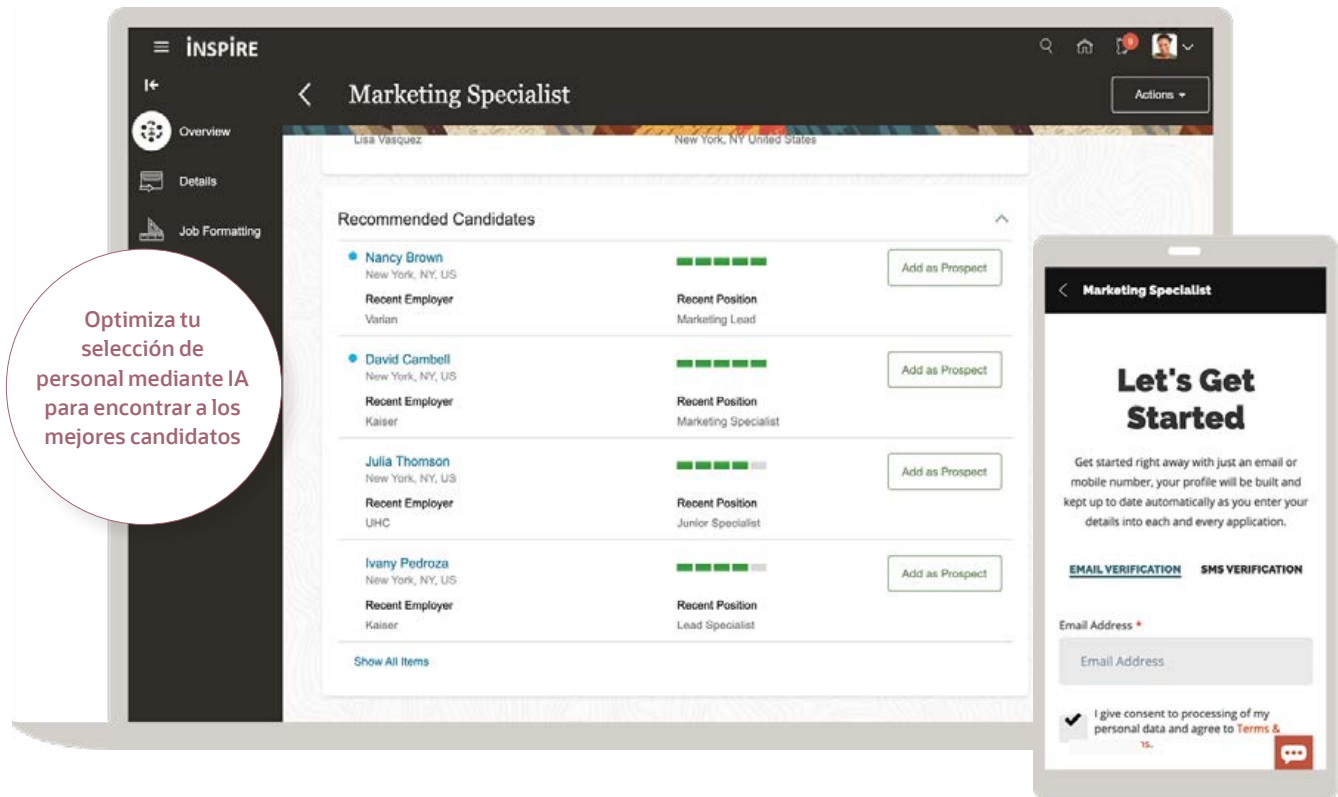 iNSPiRE
9
Marketing Specialist
Actions
Overview
Details
Job Formatting
Lisa Vasquez
New York, NY United States
Recommended Candidates
Nancy Brown
New York, NY, US
Add as Prospect
Recent Employer
Recent Position
Varian
Marketing Lead
David Cambell
New York, NY, US
Add as Prospect
Recent Employer
Recent Position
Kaiser
Marketing Specialist
Julia Thomson
New York, NY, US
Add as Prospect
Recent Employer
Recent Position
UHC
Junior Specialist
Ivany Pedroza
New York, NY, US
Add as Prospect
Recent Employer
Recent Position
Kaiser
Lead Specialist
Show All Items
Optimiza tu
selección de
personal mediante IA
para encontrar a los
mejores candidatos
Marketing Specialist
Let's Get
Started
Get started right away with just an email or
mobile number, your profile will be built and
kept up to date automatically as you enter your
details into each and every application.
EMAIL VERIFICATION
SMS VERIFICATION
Email Address *
Email Address
I give consent to processing of my
personal data and agree to Terms &